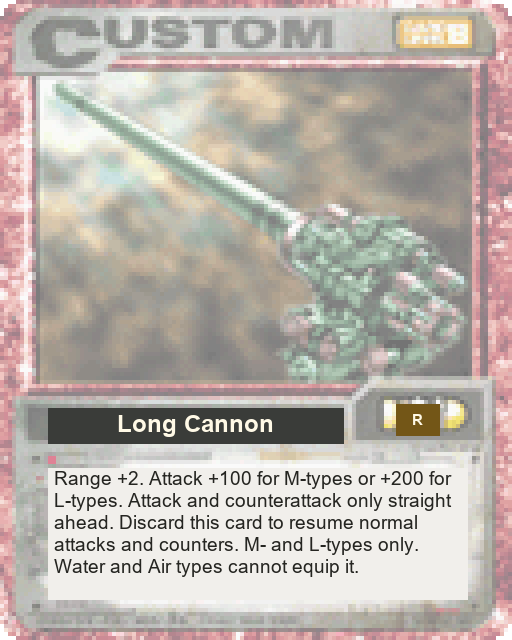 CUSTOM
Long Cannon
R
Range +2. Attack +100 for M-types or +200 for
L-types. Attack and counterattack only straight
ahead. Discard this card to resume normal
attacks and counters. M- and L-types only.
Water and Air types cannot equip it.